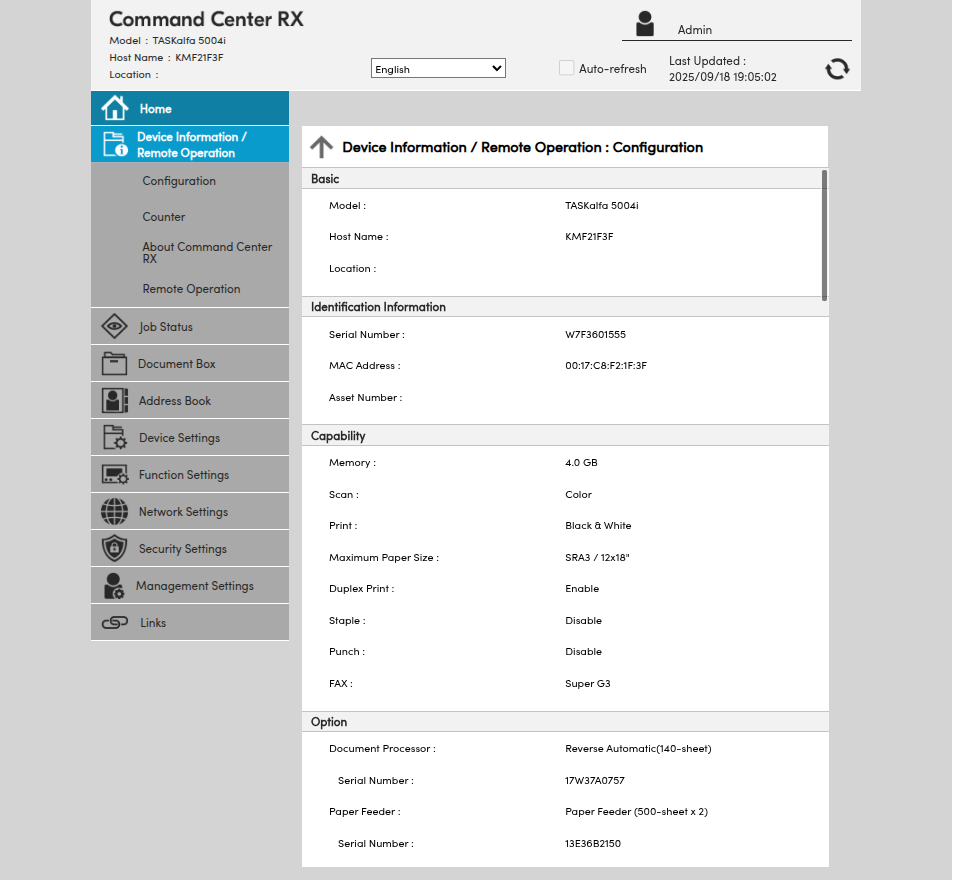 Command Center RX
Model : TASKalfa 5004i
Host Name : KMF21F3F
Location :
English
Admin
Auto-refresh
Last Updated :
2025/09/18 19:05:02
Home
Device Information /
Remote Operation
Configuration
Counter
About Command Center
RX
Remote Operation
Job Status
Document Box
Address Book
Device Settings
Function Settings
Network Settings
Security Settings
Management Settings
Links
Device Information / Remote Operation : Configuration
Basic
Model : TASKalfa 5004i
Host Name : KMF21F3F
Location :
Identification Information
Serial Number : W7F3601555
MAC Address : 00:17:C8:F2:1F:3F
Asset Number :
Capability
Memory : 4.0 GB
Scan : Color
Print : Black & White
Maximum Paper Size : SRA3 / 12x18"
Duplex Print : Enable
Staple : Disable
Punch : Disable
FAX : Super G3
Option
Document Processor : Reverse Automatic(140-sheet)
Serial Number : 17W37A0757
Paper Feeder : Paper Feeder (500-sheet x 2)
Serial Number : 13E36B2150